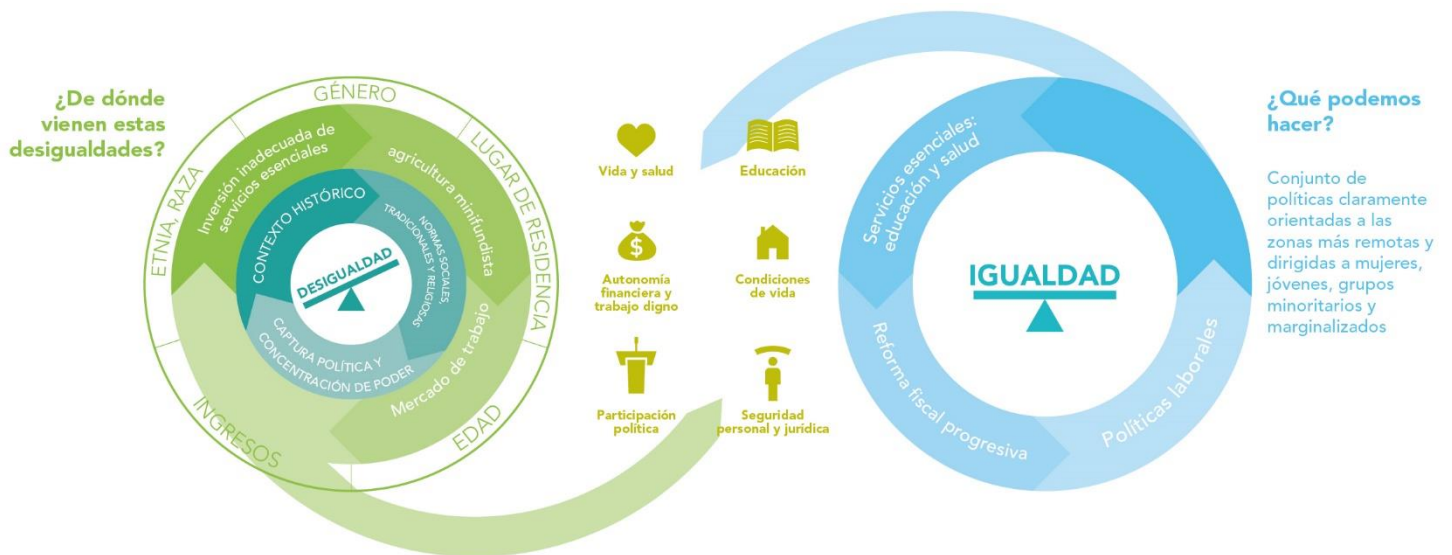 ¿De dónde
vienen estas
desigualdades?
GÉNERO
LUGAR DE RESIDENCIA
EDAD
INGRESOS
ETNIA, RAZA
Inversión inadecuada de
servicios esenciales
agricultura minifundista
Mercado de trabajo
CONTEXTO HISTÓRICO
NORMAS SOCIALES,
TRADICIONALES Y RELIGIOSAS
CAPTURA POLÍTICA Y
CONCENTRACIÓN DE PODER
DESIGUALDAD
Vida y salud
Educación
$
Autonomía
financiera y
trabajo digno
Condiciones
de vida
Participación
política
Seguridad
personal y jurídica
Servicios esenciales:
educación y salud
Reforma fiscal progresiva
Políticas laborales
IGUALDAD
¿Qué podemos
hacer?
Conjunto de
políticas claramente
orientadas a las
zonas más remotas y
dirigidas a mujeres,
jóvenes, grupos
minoritarios y
marginalizados